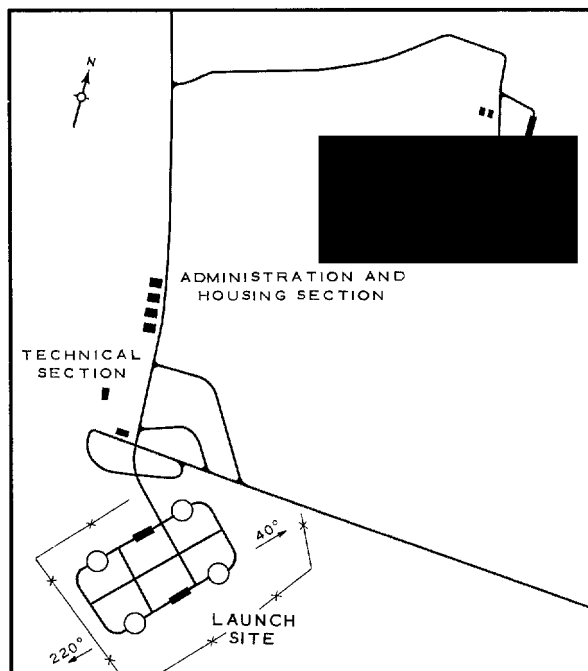 N
ADMINISTRATION AND
HOUSING SECTION
TECHNICAL
SECTION
40°
LAUNCH
SITE
220°